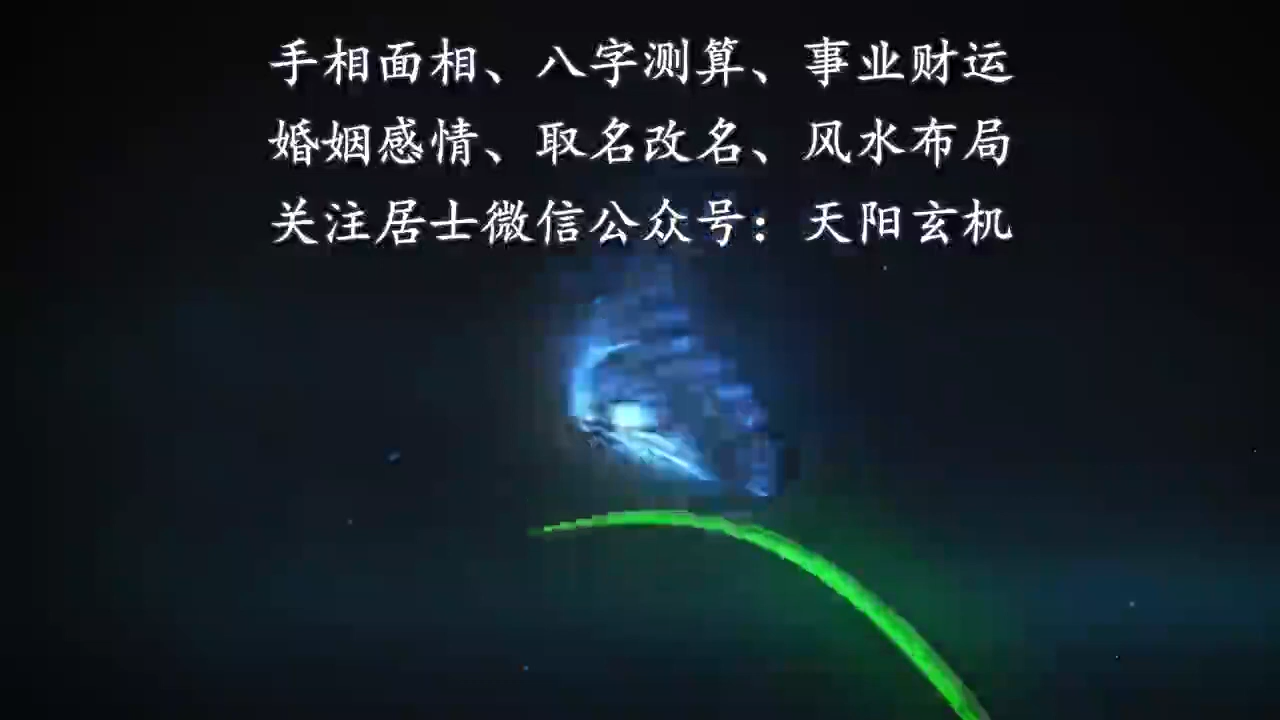 手相面相、八字测算、事业财运
婚姻感情、取名改名、风水布局
关注居士微信公众号：天阳玄机